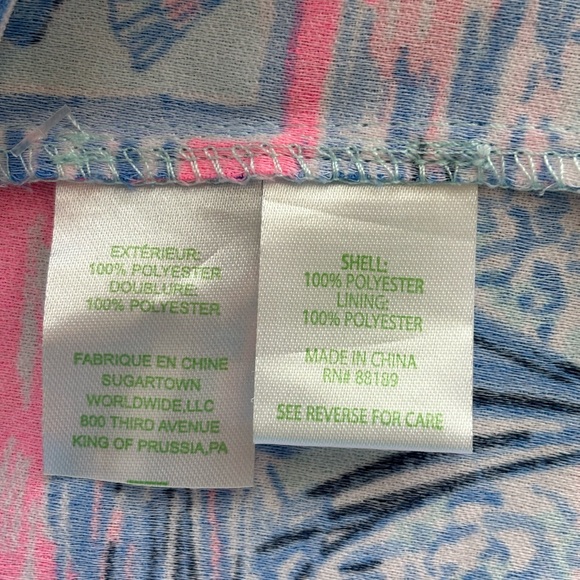 EXTÉRIEUR:
100% POLYESTER
DOUBLURE:
100% POLYESTER
FABRIQUE EN CHINE
SUGARTOWN
WORLDWIDE,LLC
800 THIRD AVENUE
KING OF PRUSSIA,PA
SHELL:
100% POLYESTER
LINING:
100% POLYESTER
MADE IN CHINA
RN# 88189
SEE REVERSE FOR CARE